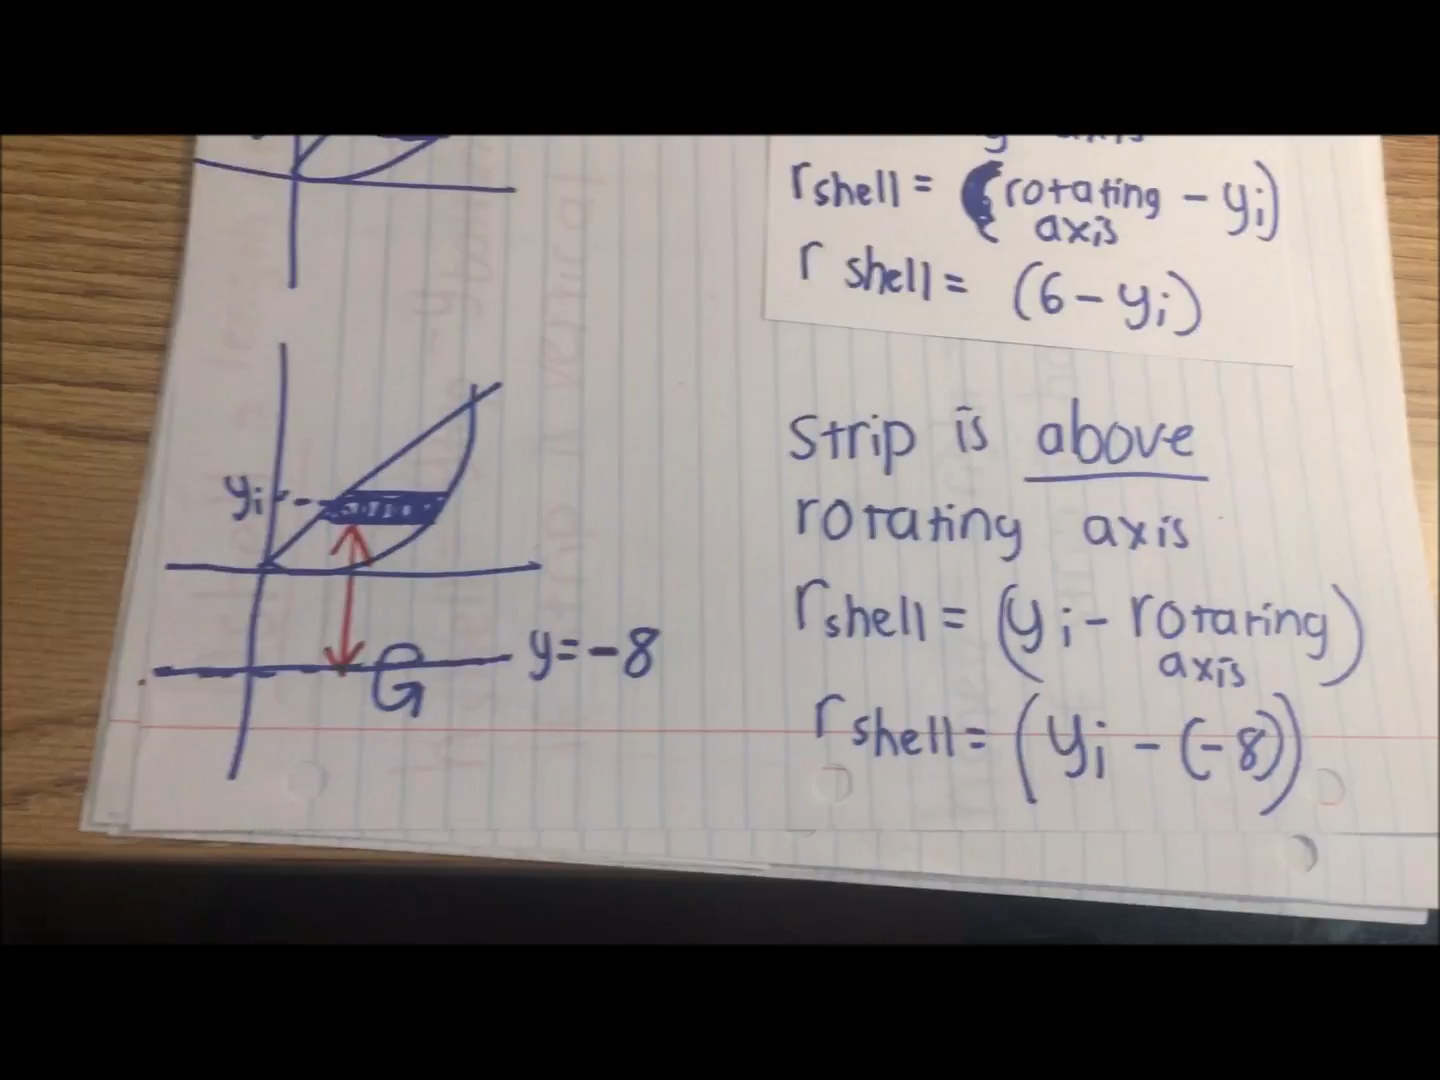 rshell = (rotating - yi)
axis
r shell = (6 - yi)
yi
y = -8
Strip is above
rotating axis
rshell = (yi - rotaring)
axis
rshell = (yi - (-8))